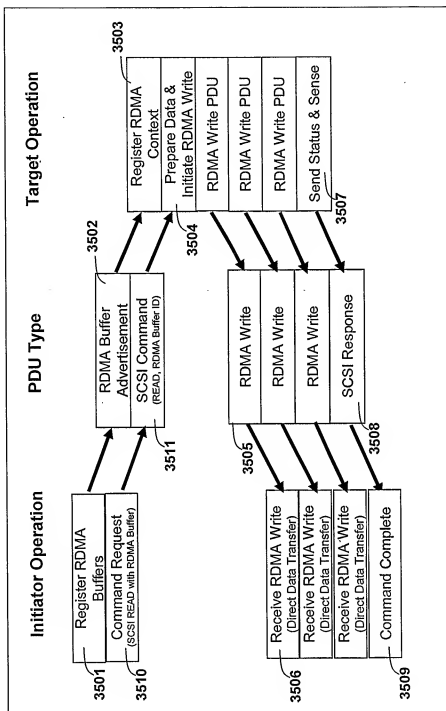 Initiator Operation
PDU Type
Target Operation
3501
Register RDMA
Buffers
3510
Command Request
(SCSI READ with RDMA Buffer)
3502
RDMA Buffer
Advertisement
SCSI Command
(READ, RDMA Buffer ID)
3511
3503
Register RDMA
Context
Prepare Data &
Initiate RDMA Write
3504
RDMA Write PDU
RDMA Write PDU
RDMA Write PDU
Send Status & Sense
3507
3505
RDMA Write
RDMA Write
RDMA Write
SCSI Response
3508
Receive RDMA Write
(Direct Data Transfer)
3506
Receive RDMA Write
(Direct Data Transfer)
Receive RDMA Write
(Direct Data Transfer)
Command Complete
3509